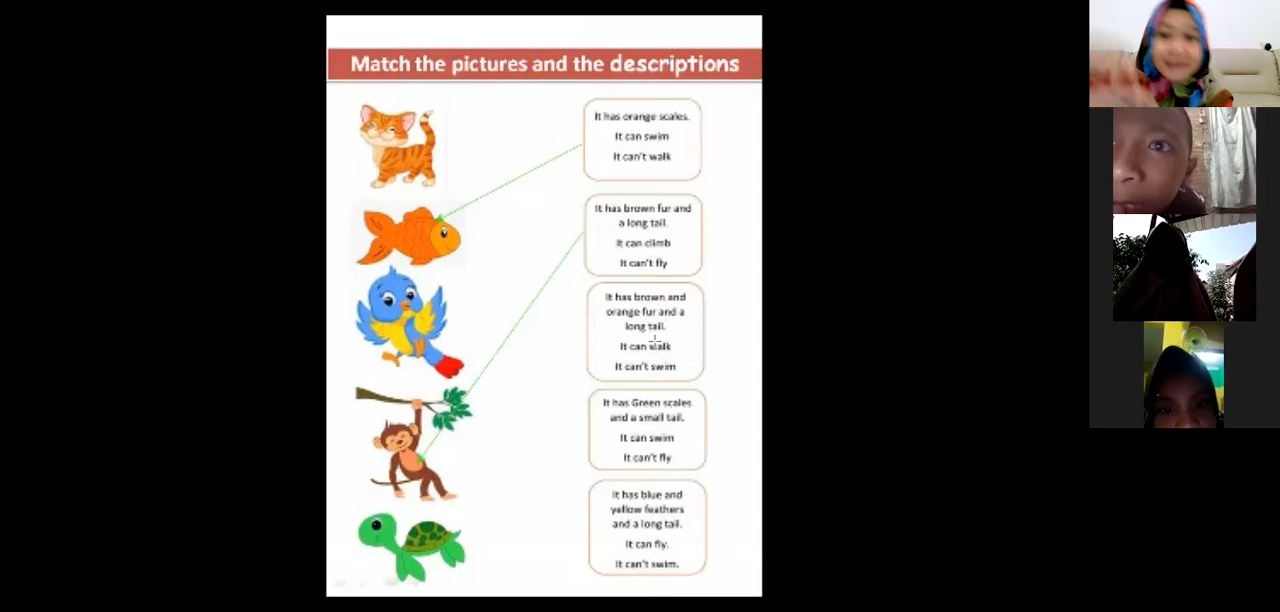 Match the pictures and the descriptions
It has orange scales.
It can swim
It can't walk
It has brown fur and
a long tail.
It can climb
It can't fly
It has brown and
orange fur and a
long tail.
It can walk
It can't swim
It has Green scales
and a small tail.
It can swim
It can't fly
It has blue and
yellow feathers
and a long tail.
It can fly.
It can't swim.